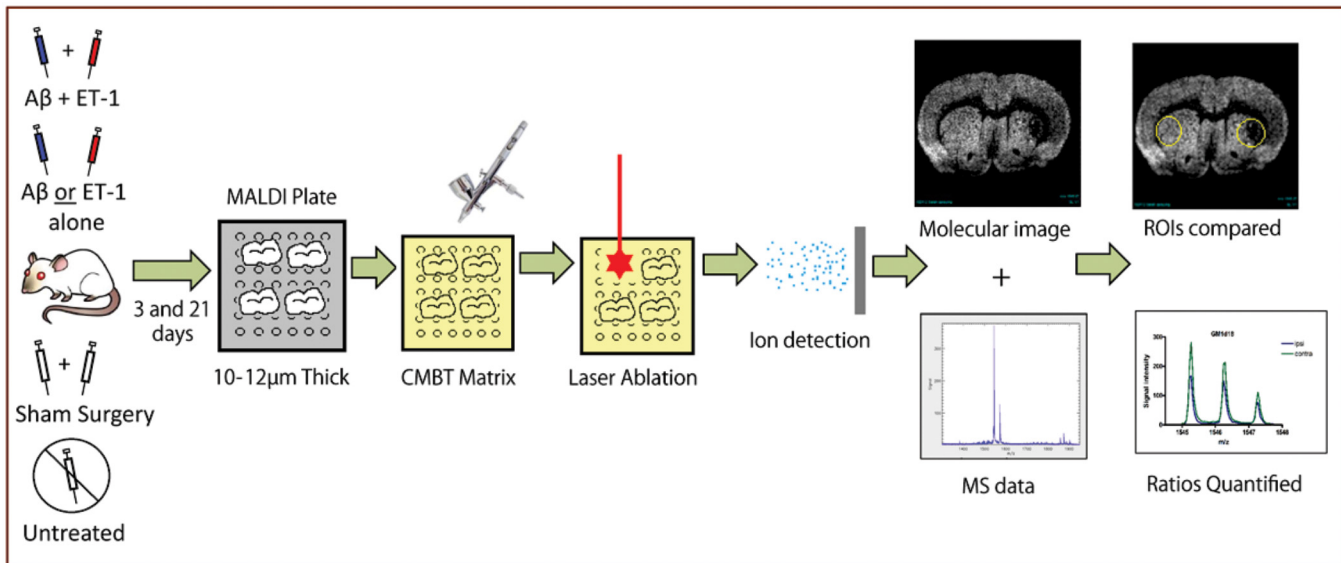 Aβ + ET-1
Aβ or ET-1
alone
3 and 21
days
Sham Surgery
Untreated
MALDI Plate
10-12μm Thick
CMBT Matrix
Laser Ablation
Ion detection
Molecular image
+
MS data
ROIs compared
GM1d18
ipsi
contra
Signal intensity
300
200
100
0
1545
1546
1547
1548
m/z
Ratios Quantified